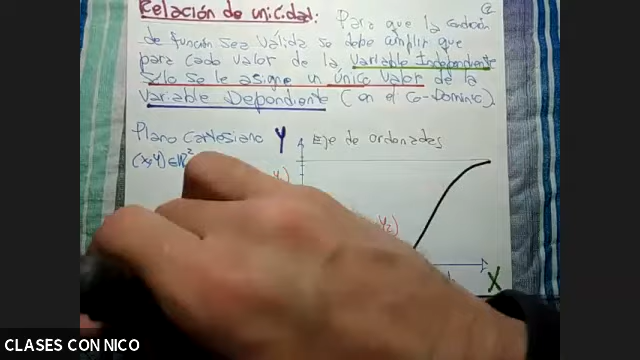 Relación de unicidad: Para que la condición
de función sea válida se debe cumplir que
para cada valor de la Variable Independiente
sólo se le asigne un único valor de la
Variable Dependiente (en el Co-Dominio).
Plano Cartesiano Y Eje de ordenadas
(x,y) ∈ ℝ²
X
CLASES CON NICO